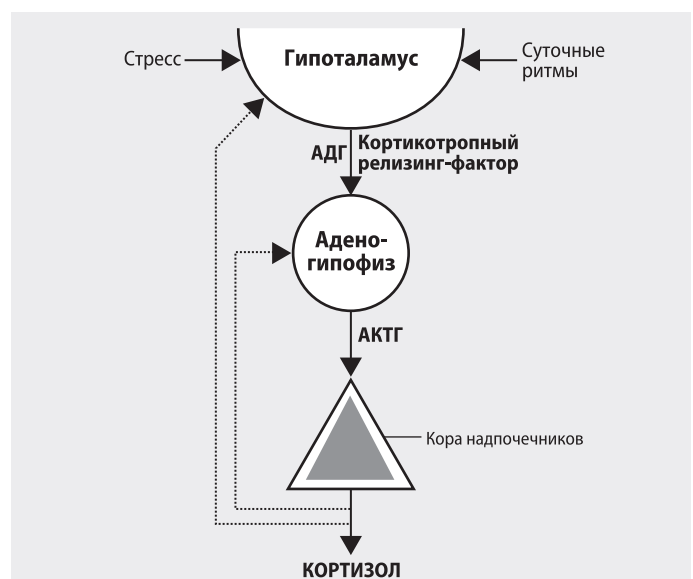 Стресс
Гипоталамус
Суточные
ритмы
АДГ
Кортикотропный
релизинг-фактор
Адено-
гипофиз
АКТГ
Кора надпочечников
КОРТИЗОЛ